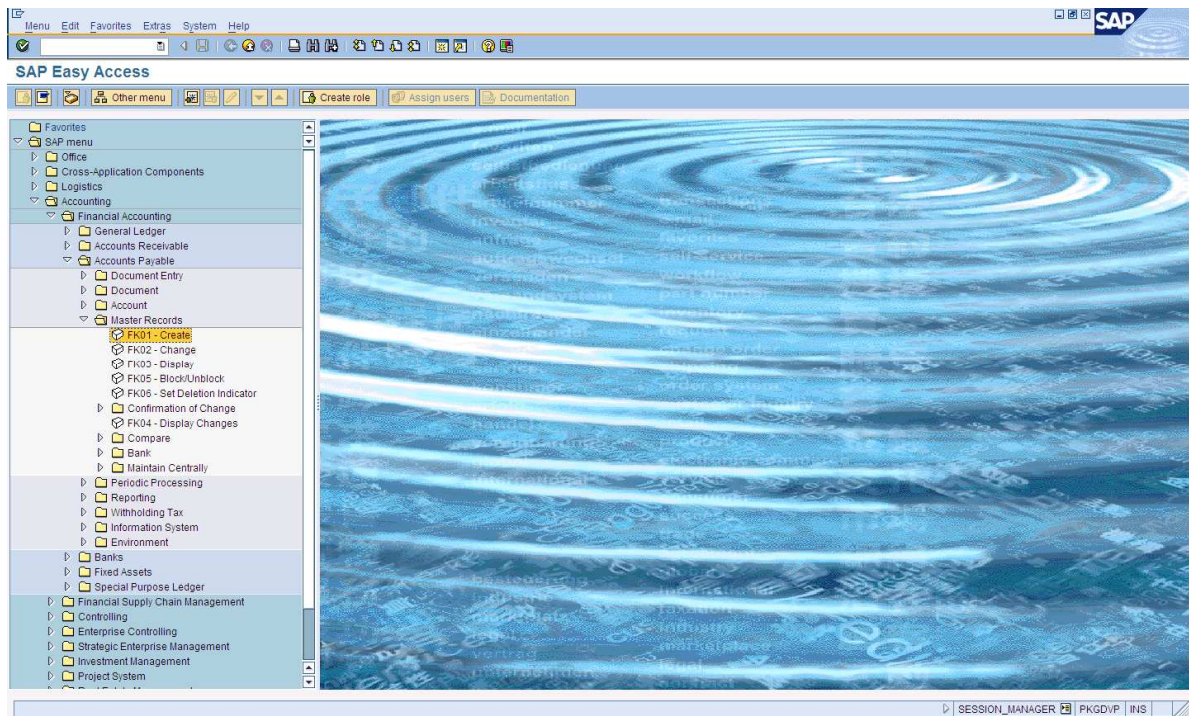 Menu Edit Favorites Extras System Help
SAP
SAP Easy Access
Other menu Create role Assign users Documentation
Favorites
SAP menu
Office
Cross-Application Components
Logistics
Accounting
Financial Accounting
General Ledger
Accounts Receivable
Accounts Payable
Document Entry
Document
Account
Master Records
FK01 - Create
FK02 - Change
FK03 - Display
FK05 - Block/Unblock
FK06 - Set Deletion Indicator
Confirmation of Change
FK04 - Display Changes
Compare
Bank
Maintain Centrally
Periodic Processing
Reporting
Withholding Tax
Information System
Environment
Banks
Fixed Assets
Special Purpose Ledger
Financial Supply Chain Management
Controlling
Enterprise Controlling
Strategic Enterprise Management
Investment Management
Project System
vertrag
marketplace
SESSION_MANAGER PKGDVP INS